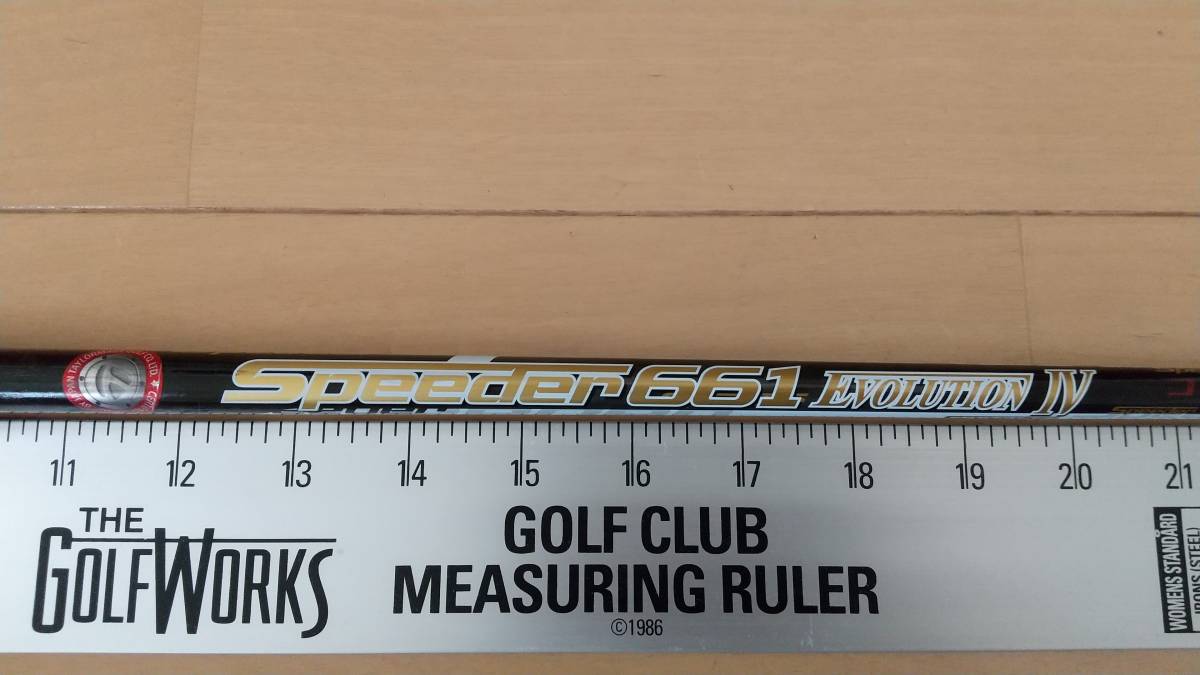 Speeder 661 EVOLUTION IV
11 12 13 14 15 16 17 18 19 20 21
THE
GOLFWORKS
GOLF CLUB
MEASURING RULER
©1986
WOMENS STANDARD